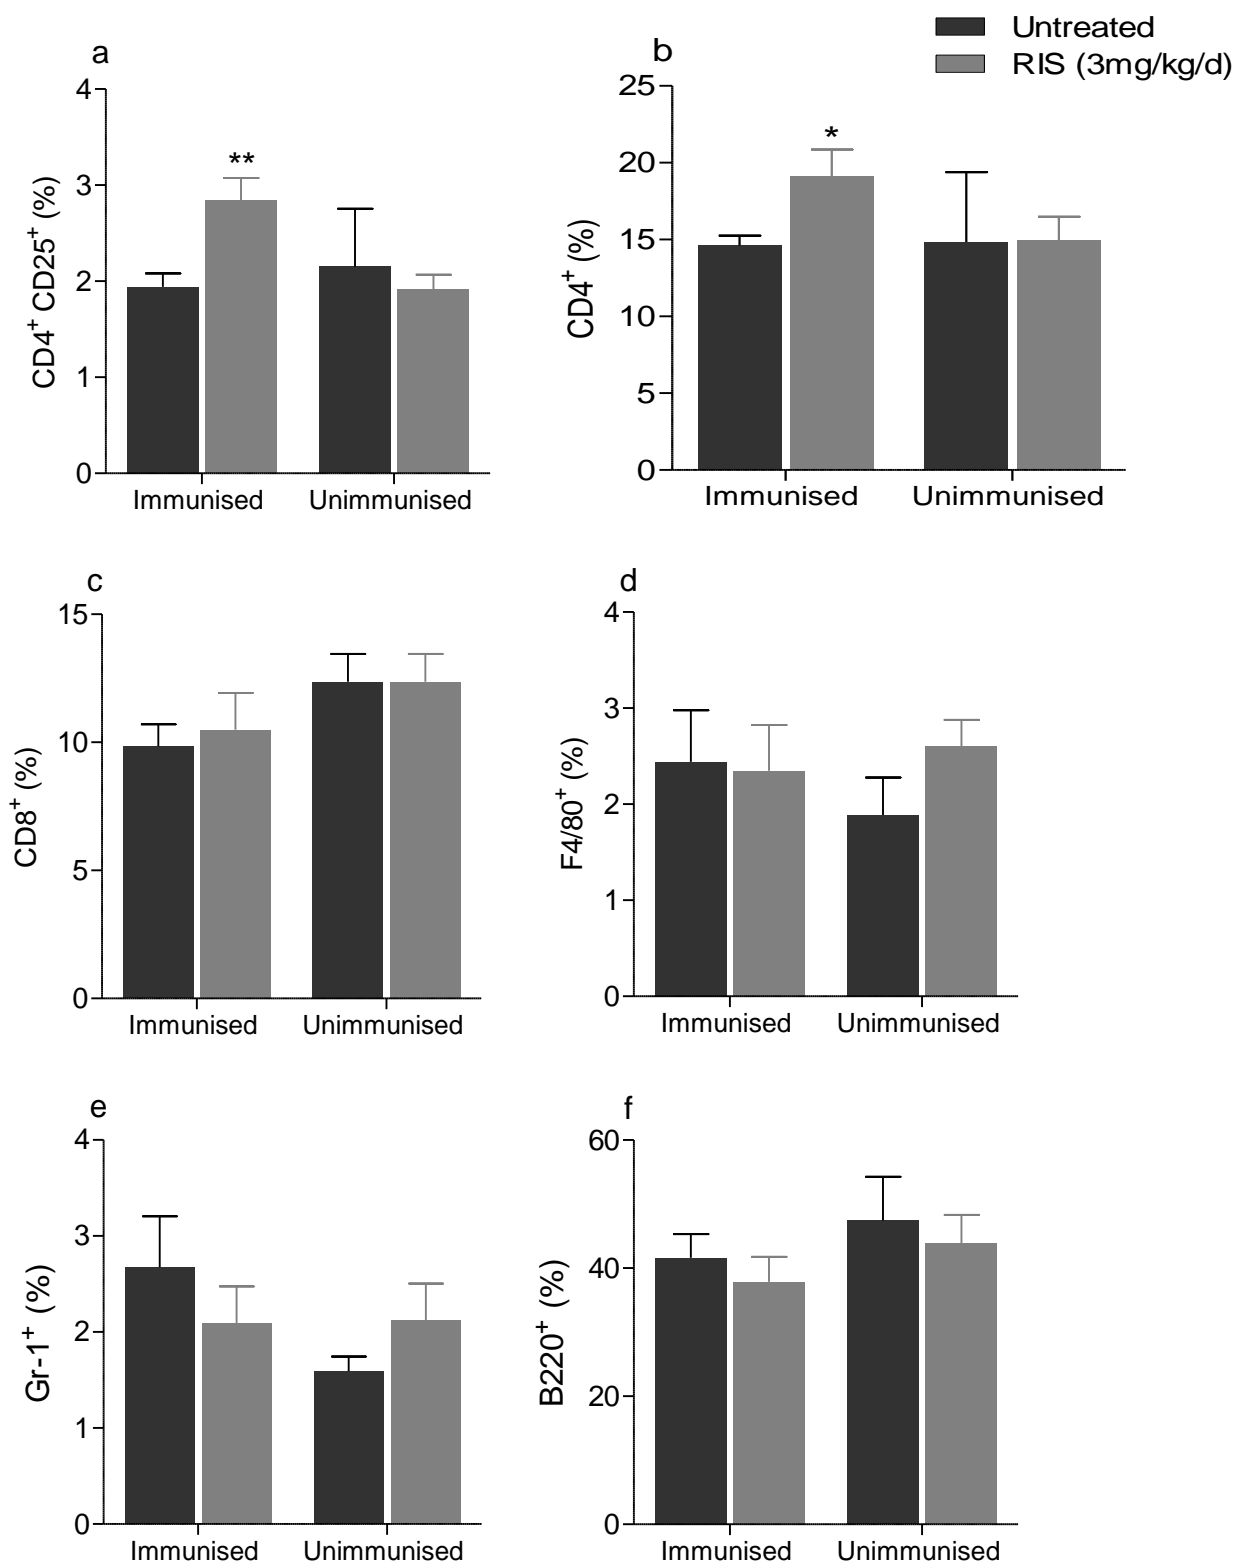 Untreated
RIS (3mg/kg/d)
a
4
3
2
1
0
CD4⁺ CD25⁺ (%)
**
Immunised Unimmunised
b
25
20
15
10
5
0
CD4⁺ (%)
*
Immunised Unimmunised
c
15
10
5
0
CD8⁺ (%)
Immunised Unimmunised
d
4
3
2
1
0
F4/80⁺ (%)
Immunised Unimmunised
e
4
3
2
1
0
Gr-1⁺ (%)
Immunised Unimmunised
f
60
40
20
0
B220⁺ (%)
Immunised Unimmunised